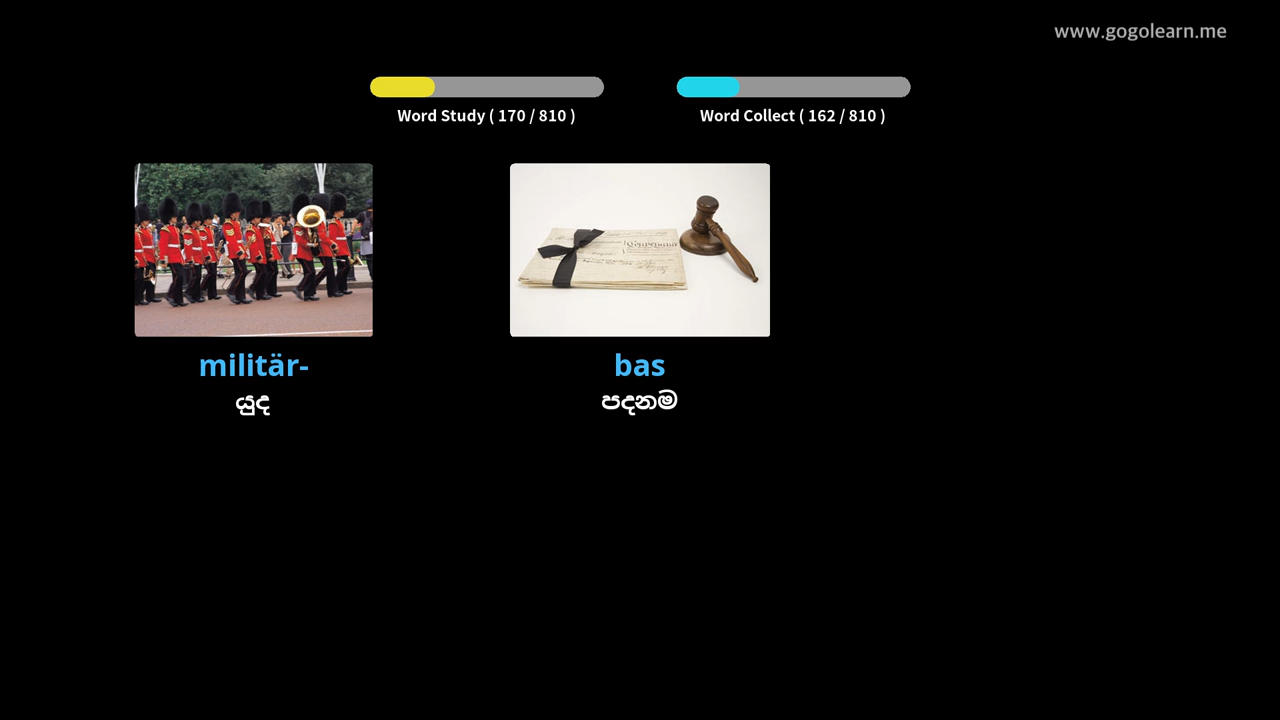 www.gogolearn.me
Word Study ( 170 / 810 )
Word Collect ( 162 / 810 )
militär-
යුද
bas
පදනම